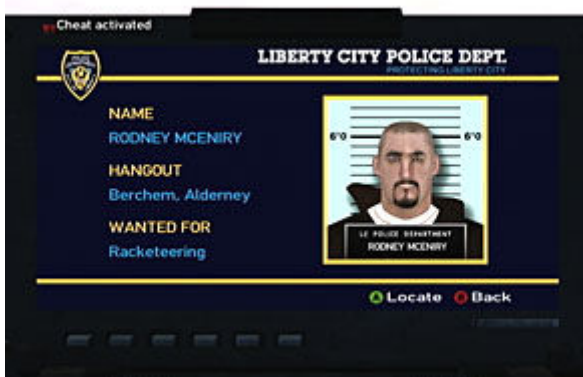 Cheat activated
LIBERTY CITY POLICE DEPT.
PROTECTING LIBERTY CITY
NAME
RODNEY MCENIRY
HANGOUT
Berchem, Alderney
WANTED FOR
Racketeering
6'0 6'0
LC POLICE DEPARTMENT
RODNEY MCENIRY
A Locate B Back